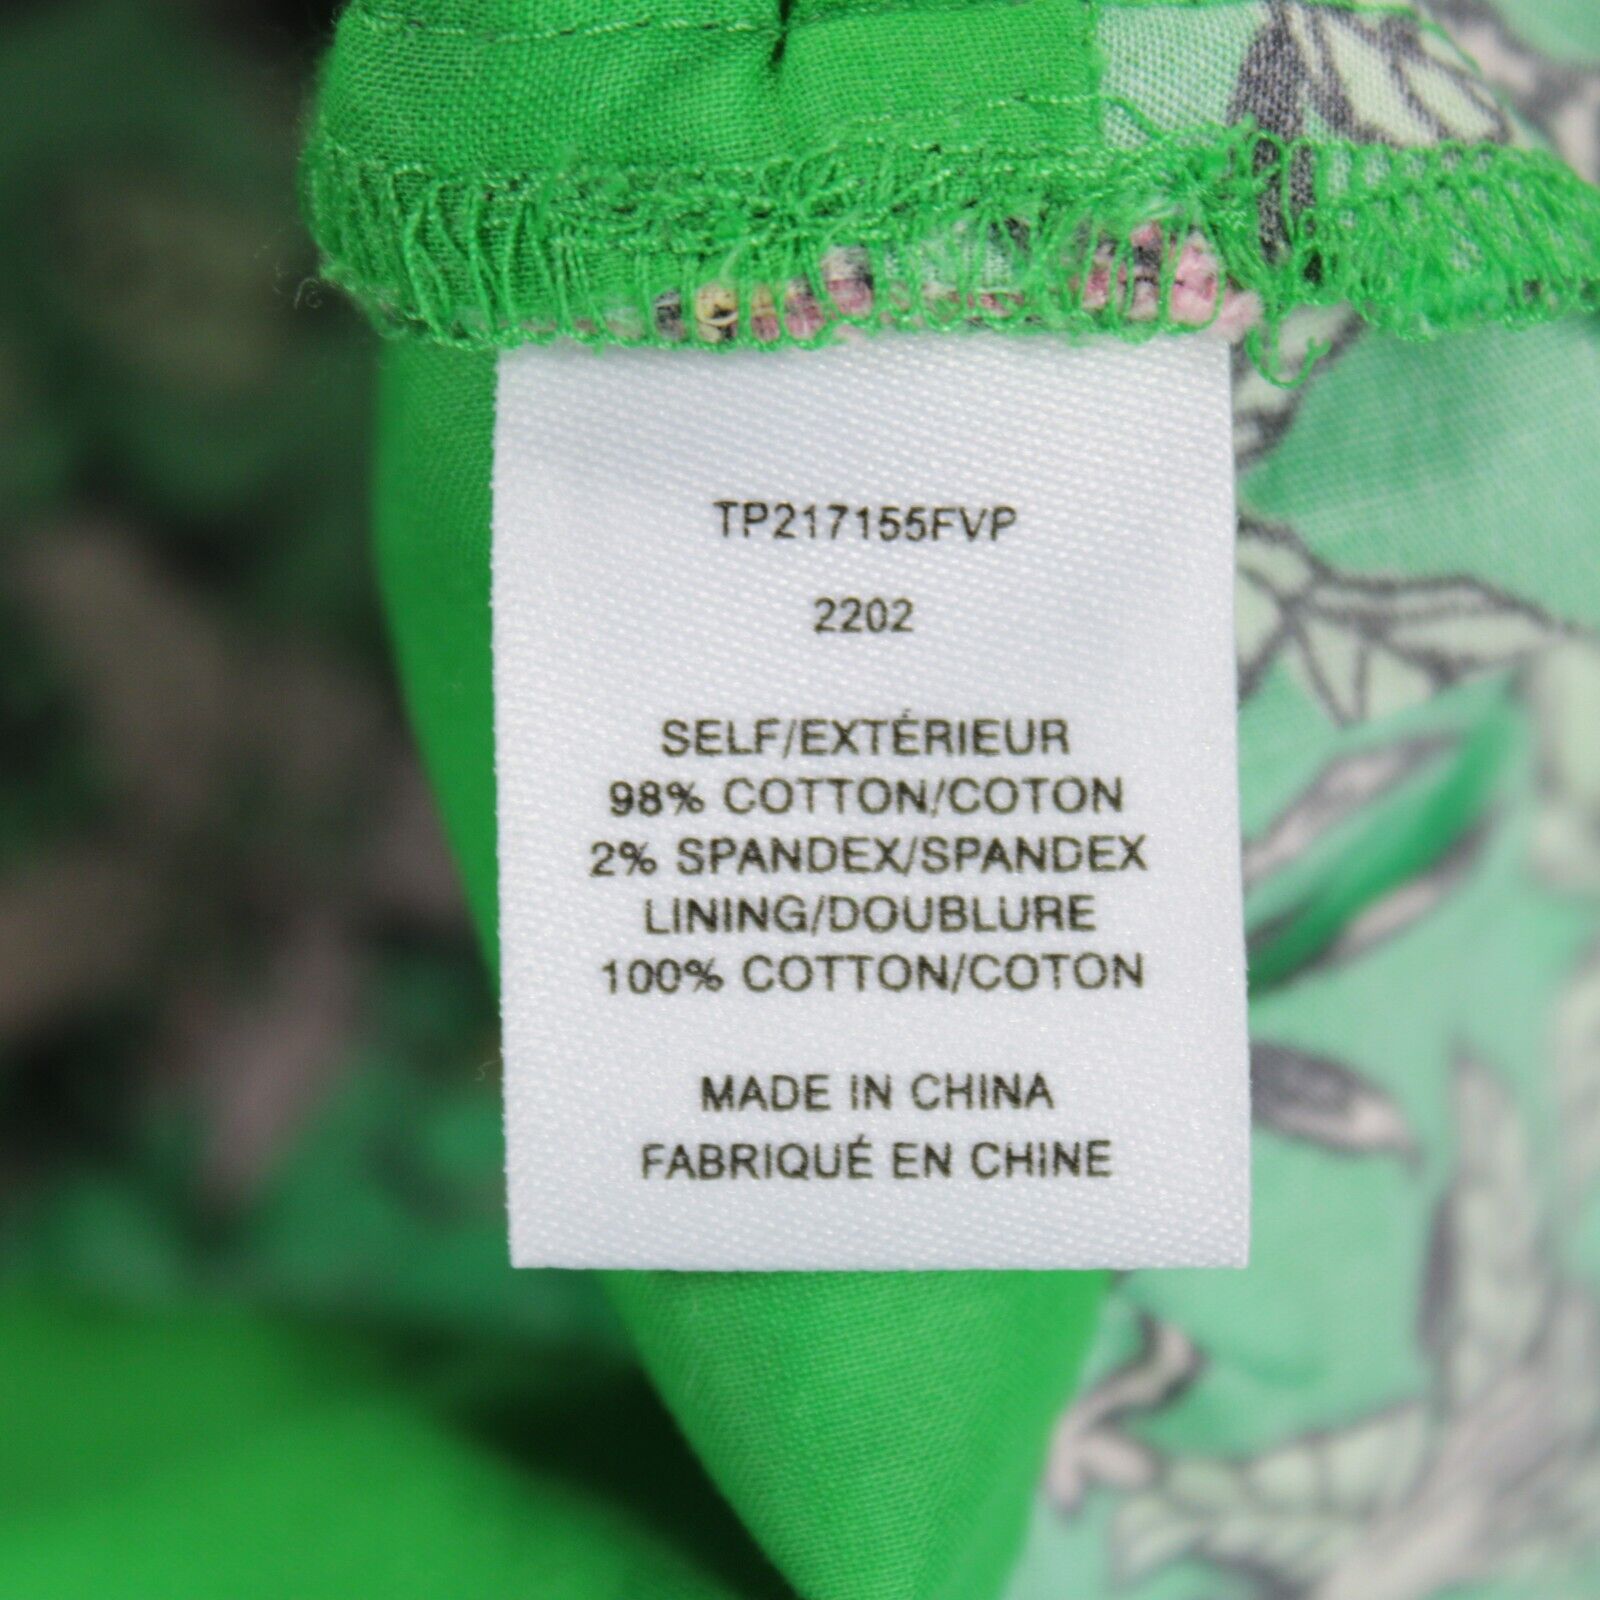 TP217155FVP
2202
SELF/EXTÉRIEUR
98% COTTON/COTON
2% SPANDEX/SPANDEX
LINING/DOUBLURE
100% COTTON/COTON
MADE IN CHINA
FABRIQUÉ EN CHINE